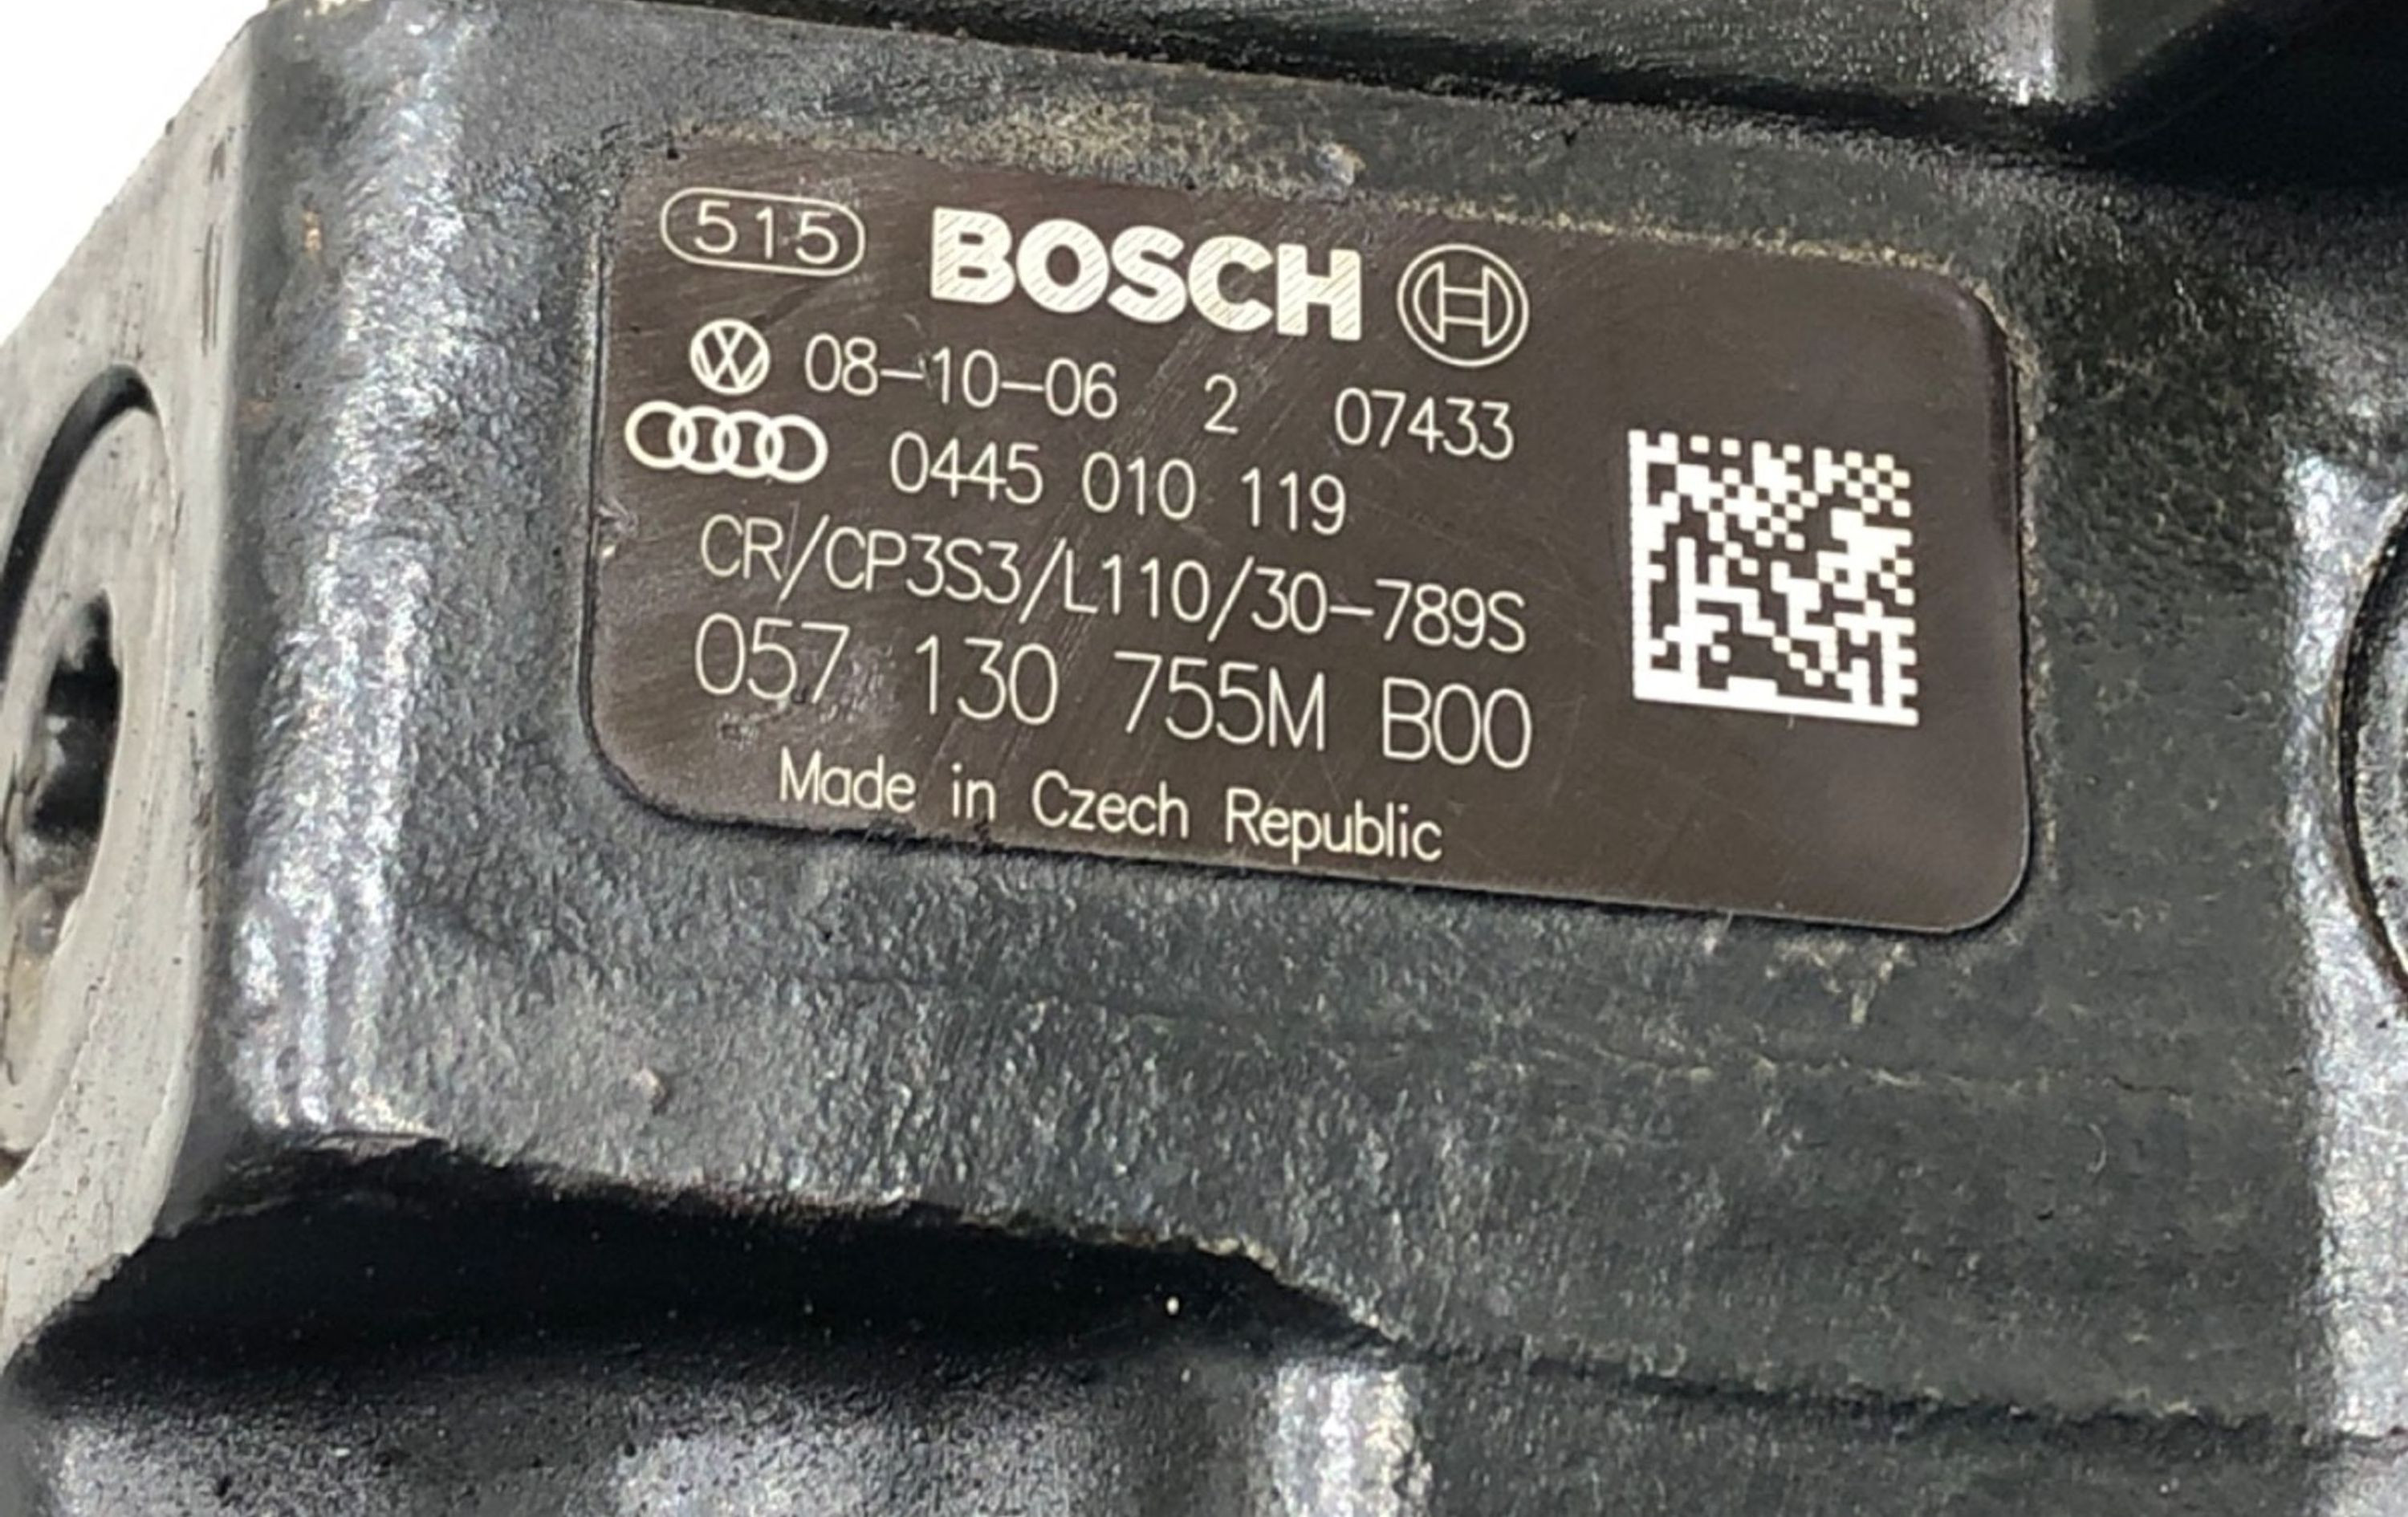 515 BOSCH
08-10-06 2 07433
0445 010 119
CR/CP3S3/L110/30-789S
057 130 755M B00
Made in Czech Republic